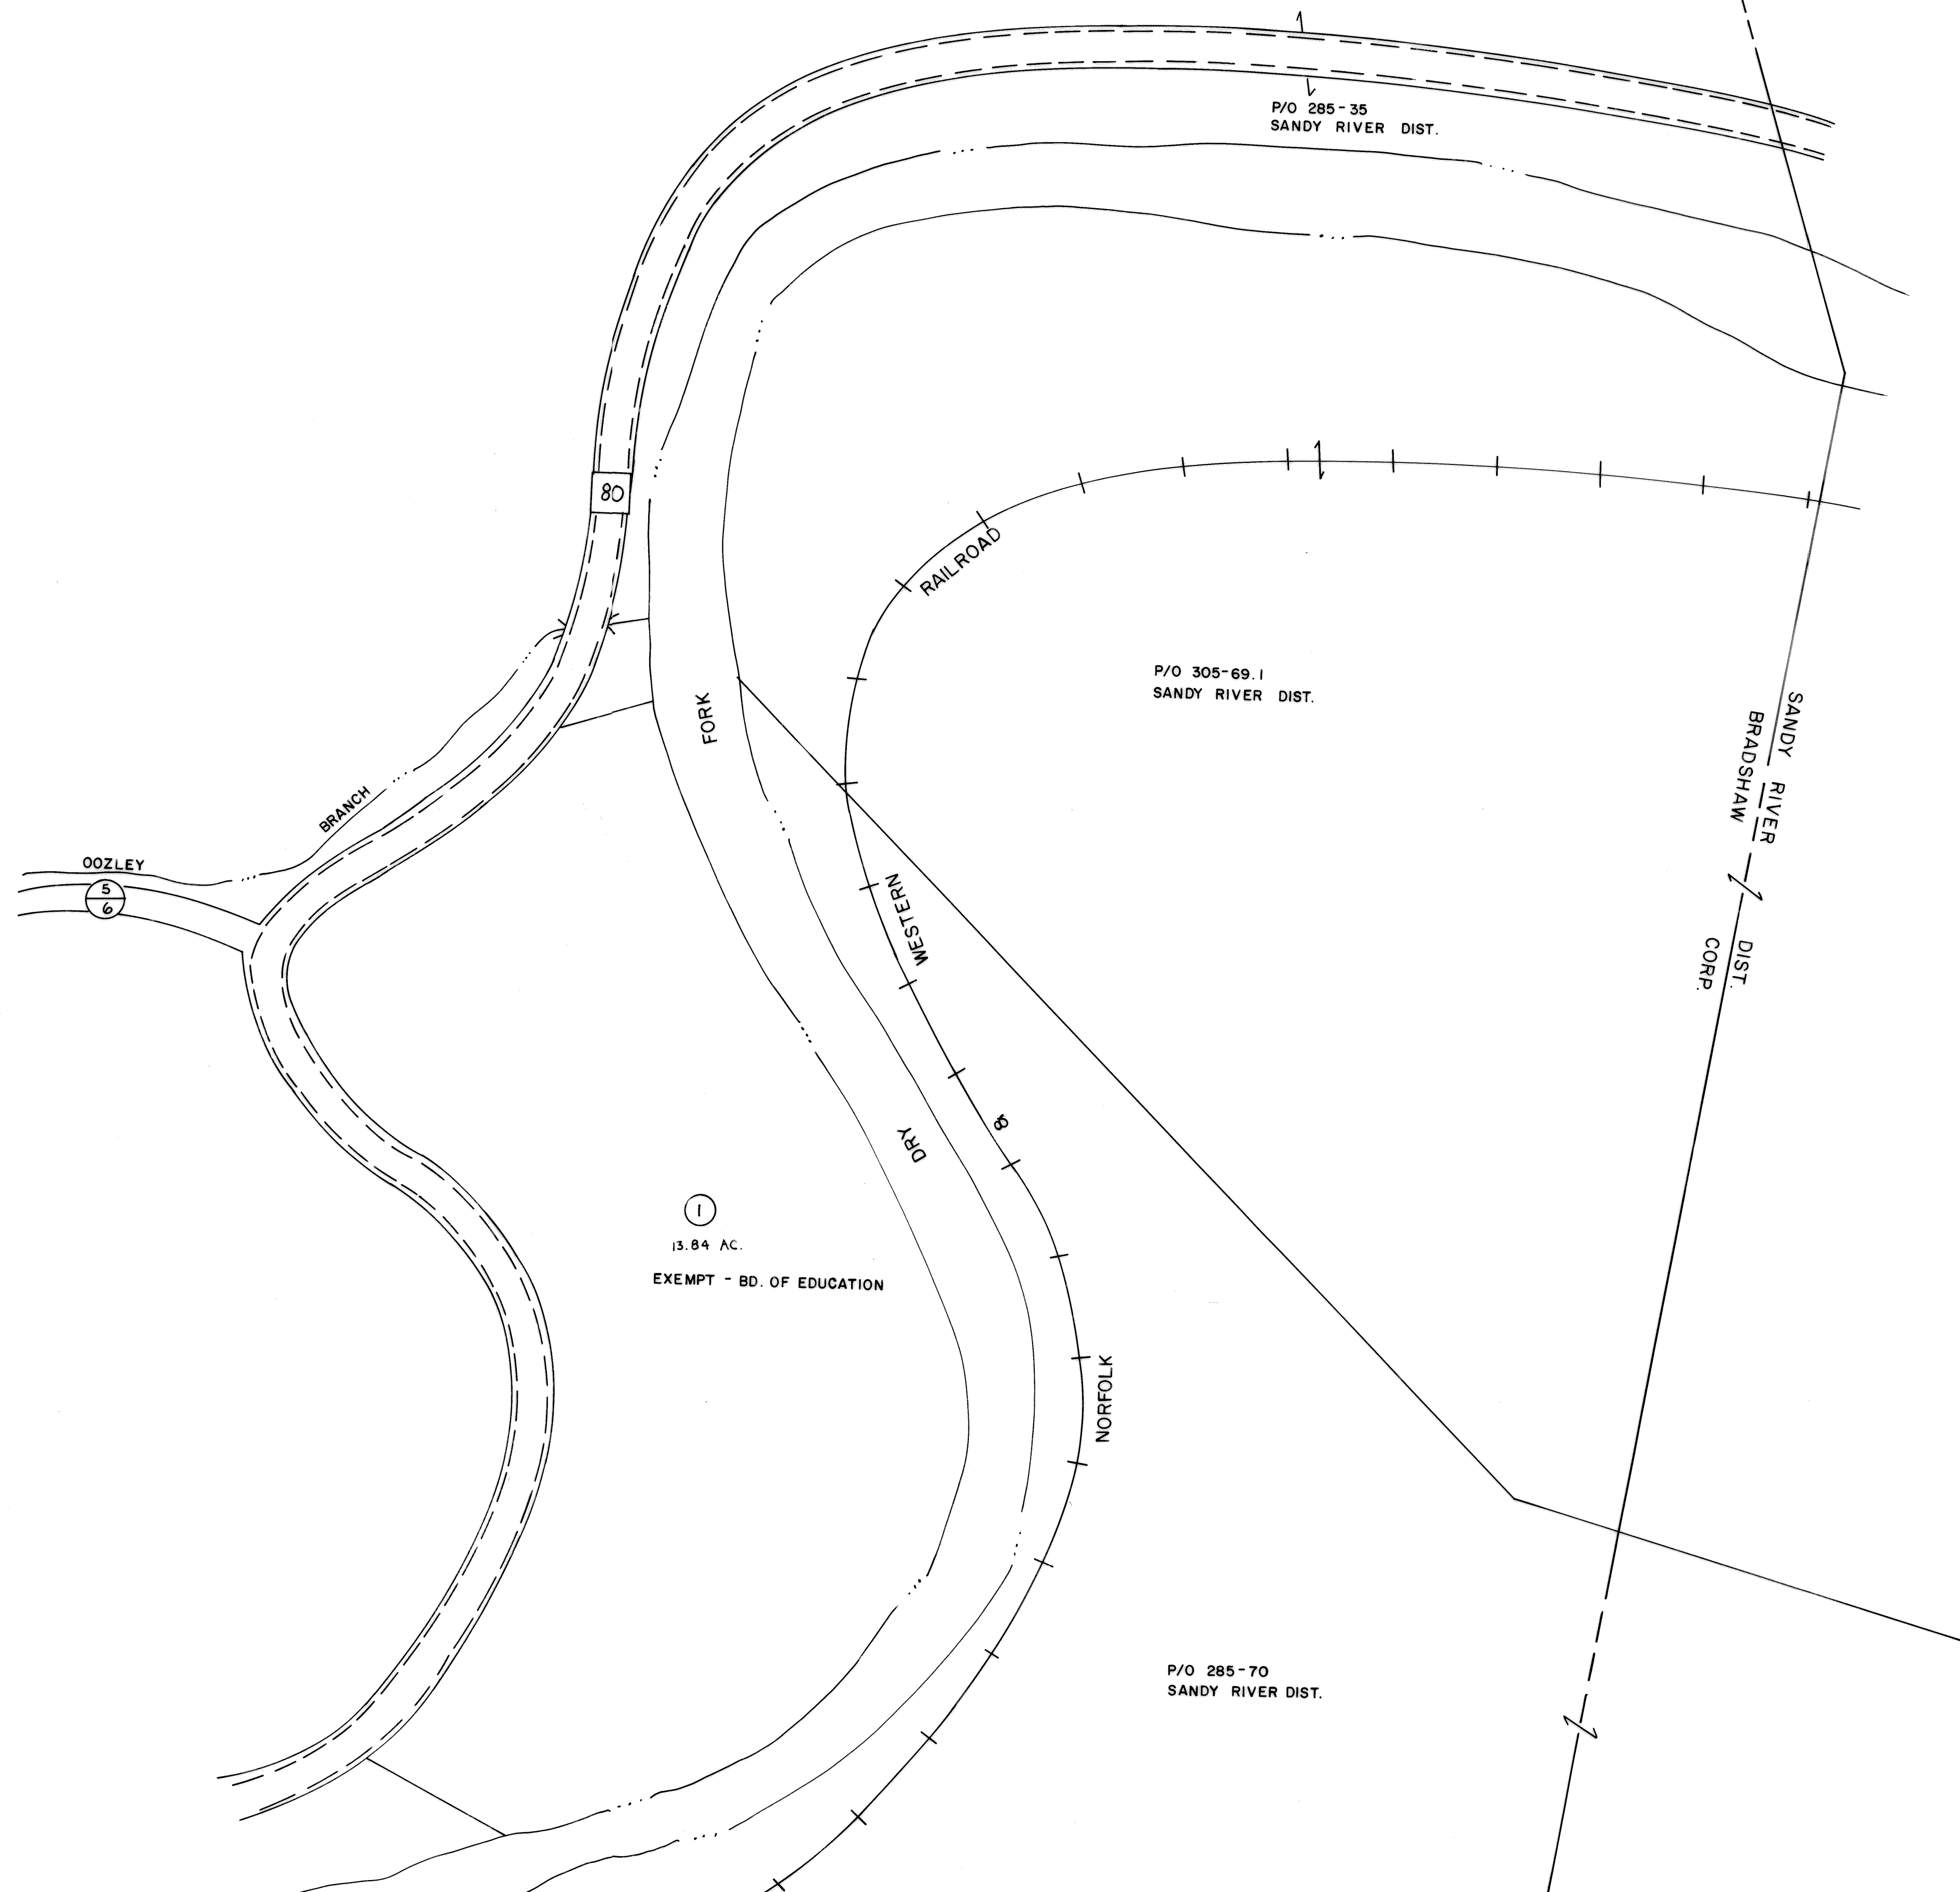 P/O 285-35
SANDY RIVER DIST.
80
RAILROAD
P/O 305-69.1
SANDY RIVER DIST.
FORK
SANDY RIVER DIST.
BRADSHAW CORP.
BRANCH
OOZLEY
5
6
WESTERN
&
DRY
1
13.84 AC.
EXEMPT - BD. OF EDUCATION
NORFOLK
P/O 285-70
SANDY RIVER DIST.